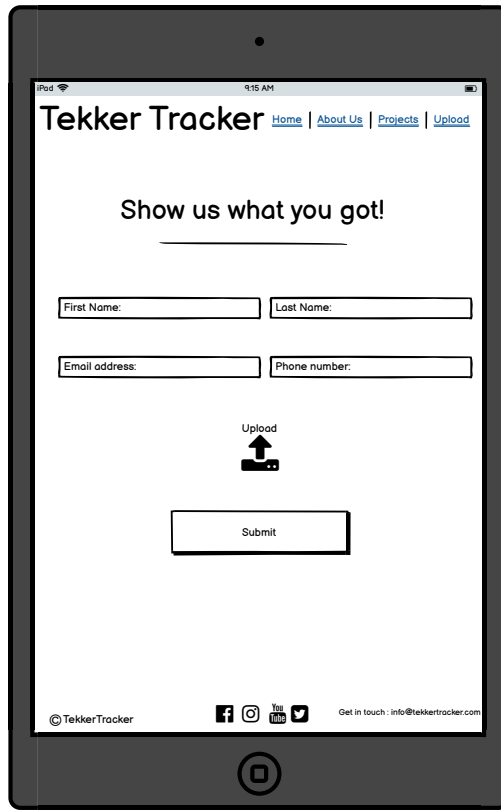 iPad 9:15 AM
Tekker Tracker Home | About Us | Projects | Upload
Show us what you got!
First Name: Last Name:
Email address: Phone number:
Upload
Submit
© TekkerTracker You Tube Get in touch : info@tekkertracker.com